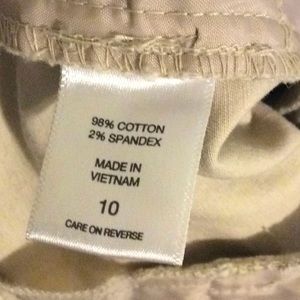 98% COTTON
2% SPANDEX
MADE IN
VIETNAM
10
CARE ON REVERSE